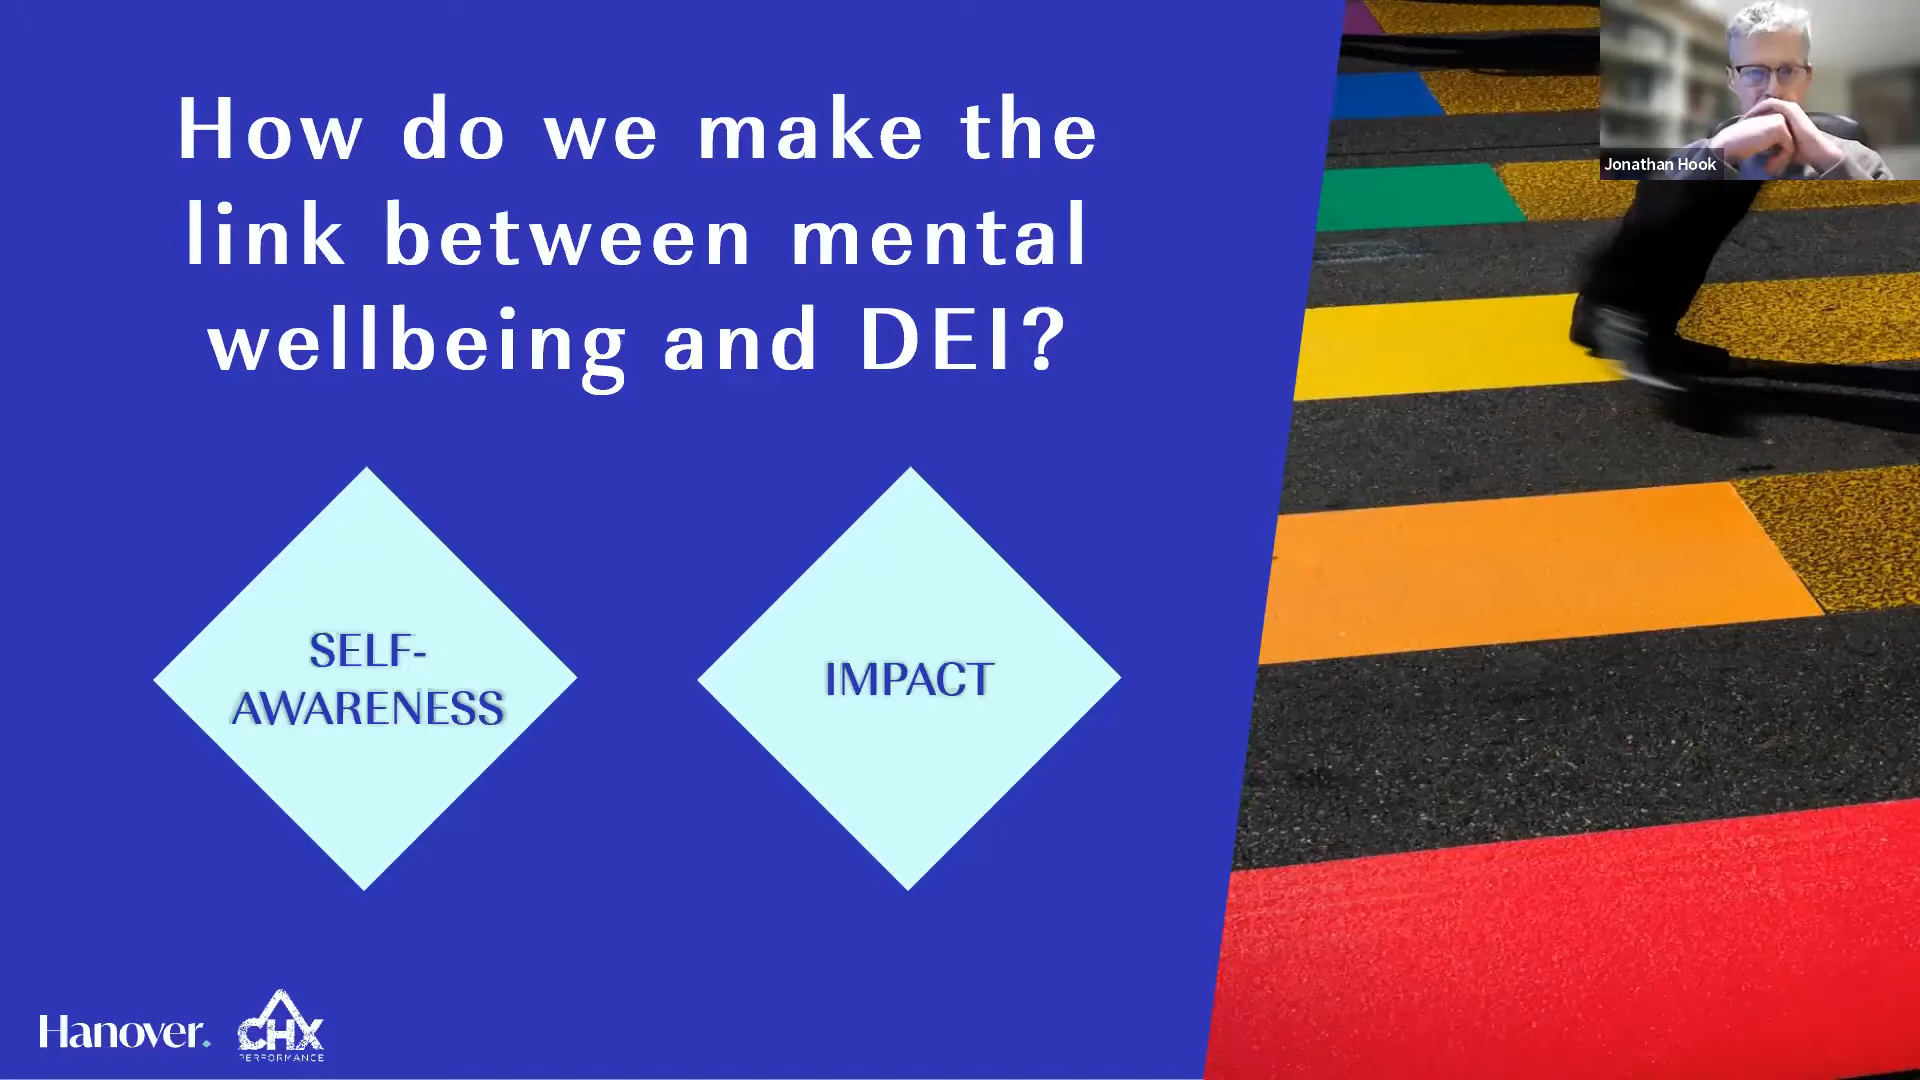 How do we make the
link between mental
wellbeing and DEI?
SELF-
AWARENESS
IMPACT
Jonathan Hook
Hanover.
CHX
PERFORMANCE